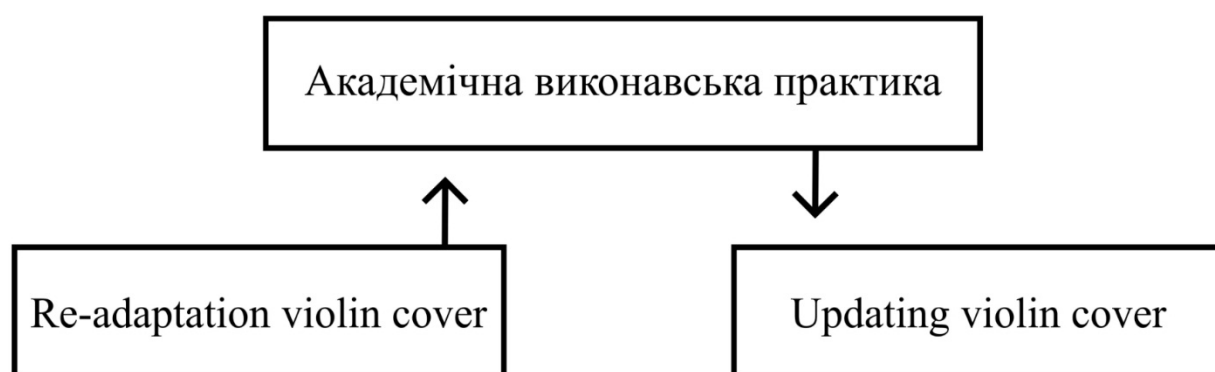 Академічна виконавська практика
Re-adaptation violin cover
Updating violin cover